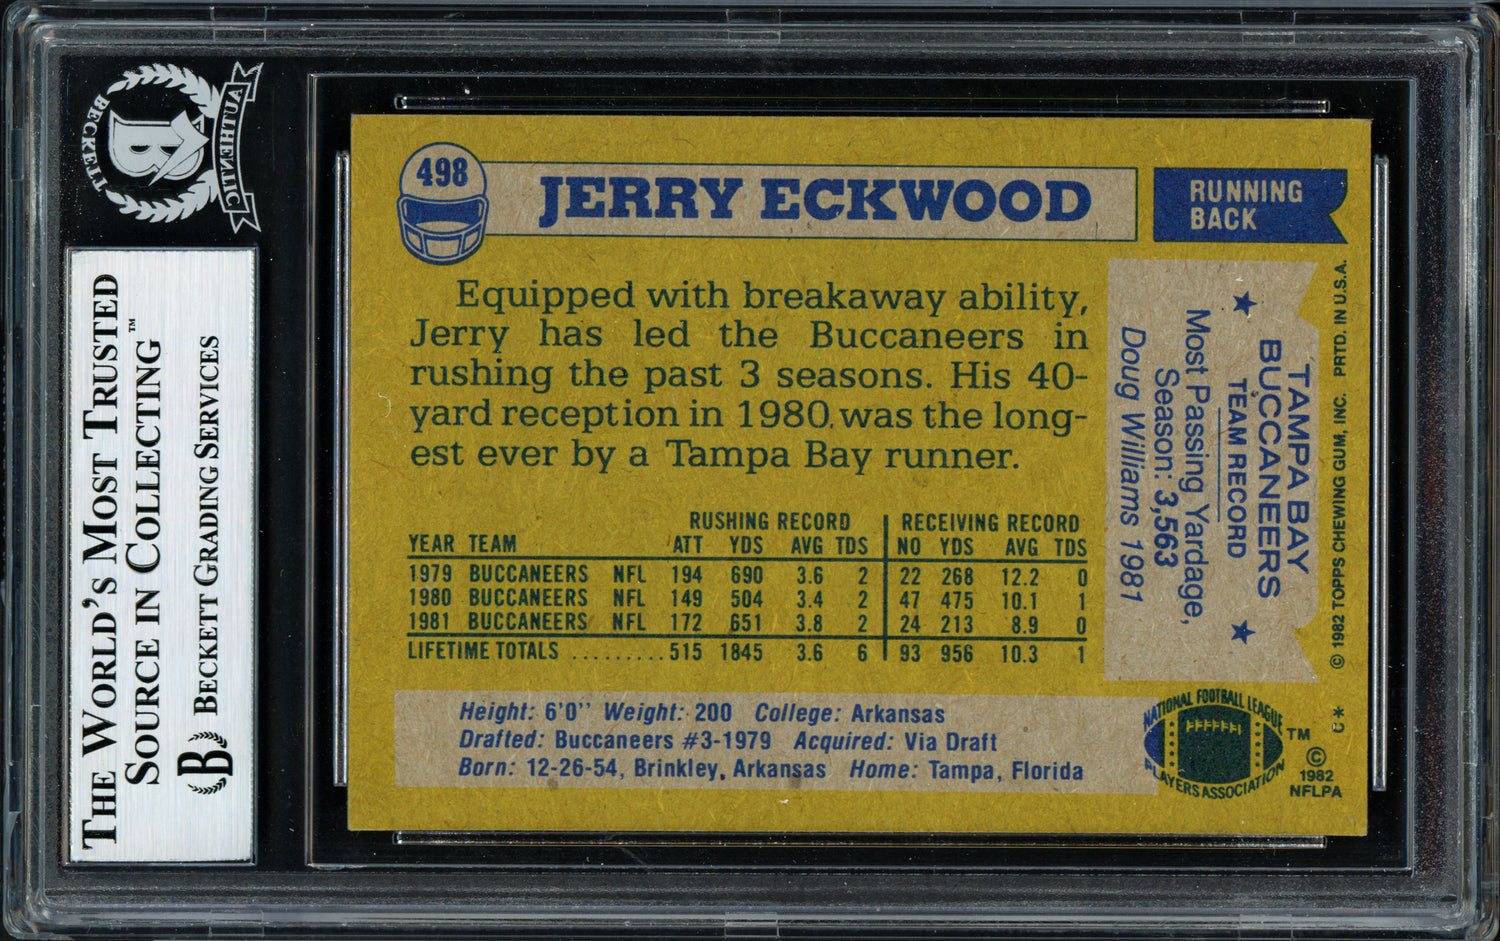 BECKETT
B
AUTHENTIC
THE WORLD'S MOST TRUSTED
SOURCE IN COLLECTING™
B BECKETT GRADING SERVICES
498
JERRY ECKWOOD
RUNNING
BACK
Equipped with breakaway ability,
Jerry has led the Buccaneers in
rushing the past 3 seasons. His 40-
yard reception in 1980 was the long-
est ever by a Tampa Bay runner.
RUSHING RECORD RECEIVING RECORD
YEAR TEAM ATT YDS AVG TDS NO YDS AVG TDS
1979 BUCCANEERS NFL 194 690 3.6 2 22 268 12.2 0
1980 BUCCANEERS NFL 149 504 3.4 2 47 475 10.1 1
1981 BUCCANEERS NFL 172 651 3.8 2 24 213 8.9 0
LIFETIME TOTALS .........515 1845 3.6 6 93 956 10.3 1
Height: 6'0" Weight: 200 College: Arkansas
Drafted: Buccaneers #3-1979 Acquired: Via Draft
Born: 12-26-54, Brinkley, Arkansas Home: Tampa, Florida
TAMPA BAY
BUCCANEERS
★ TEAM RECORD ★
Most Passing Yardage,
Season: 3,563
Doug Williams 1981
© 1982 TOPPS CHEWING GUM, INC. PRTD. IN U.S.A.
C*
NATIONAL FOOTBALL LEAGUE
PLAYERS ASSOCIATION
TM
©
1982
NFLPA